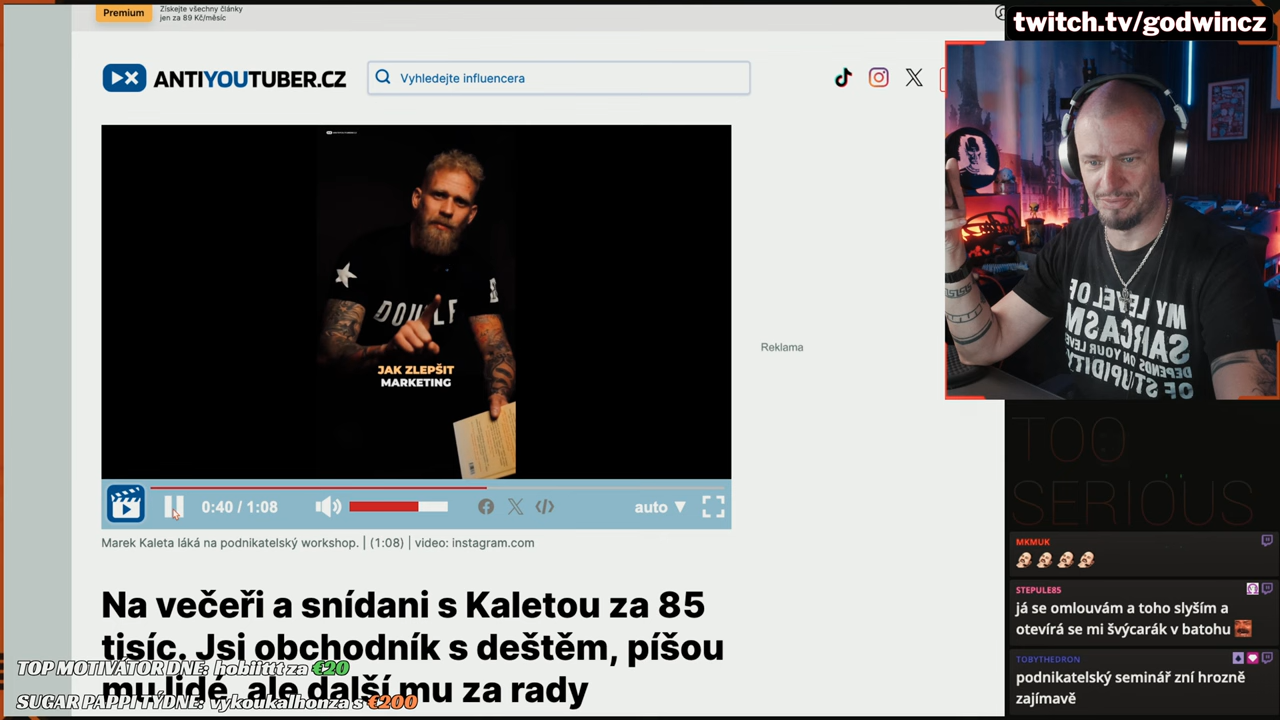 Premium
Získejte všechny články
jen za 89 Kč/měsíc
twitch.tv/godwincz
ANTIYOUTUBER.CZ
Vyhledejte influencera
DOUBLE
JAK ZLEPŠIT
MARKETING
Reklama
MY LEVEL OF
SARCASM
DEPENDS ON YOUR LEVEL
OF STUPIDITY
0:40 / 1:08
auto
Marek Kaleta láká na podnikatelský workshop. | (1:08) | video: instagram.com
Na večeři a snídani s Kaletou za 85
tisíc. Jsi obchodník s deštěm, píšou
mu lidé, ale další mu za rady
TOP MOTIVÁTOR DNE: hobiittt za €20
SUGAR PAPPI TÝDNE: vykoukalhonza s €200
TOO
SERIOUS
MKMUK
STEPULE85
já se omlouvám a toho slyším a
otevírá se mi švýcarák v batohu
TOBYTHEDRON
podnikatelský seminář zní hrozně
zajímavě